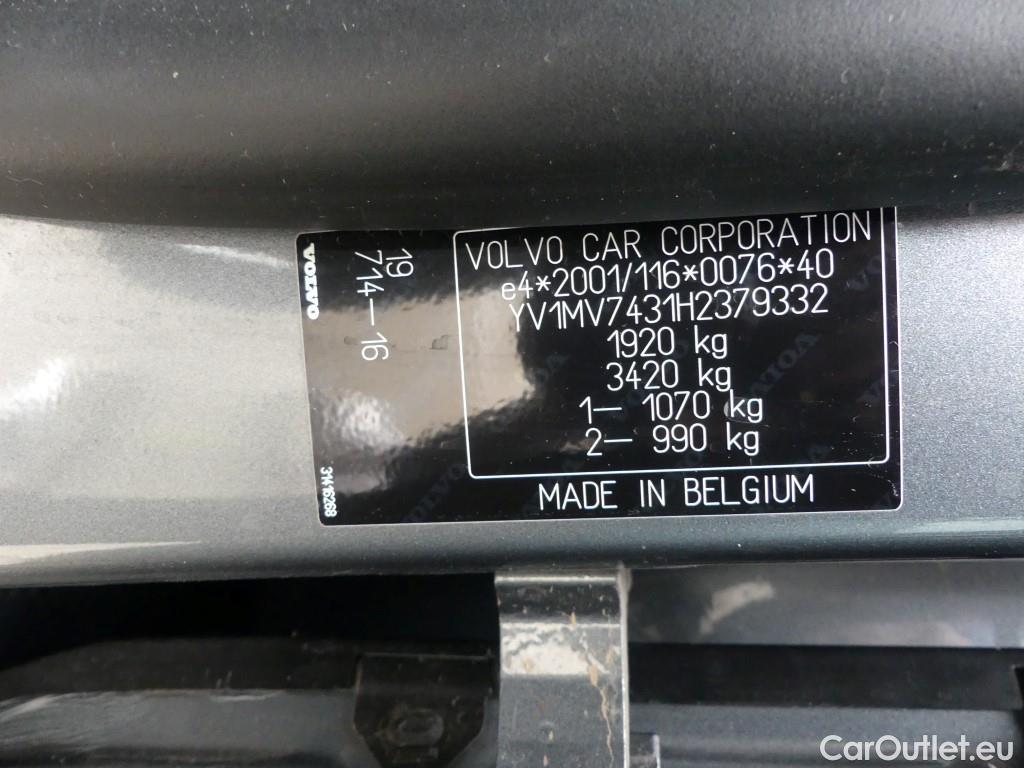 VOLVO
19
714-16
31416268
VOLVO CAR CORPORATION
e4*2001/116*0076*40
YV1MV7431H2379332
1920 kg
3420 kg
1- 1070 kg
2- 990 kg
MADE IN BELGIUM
CarOutlet.eu